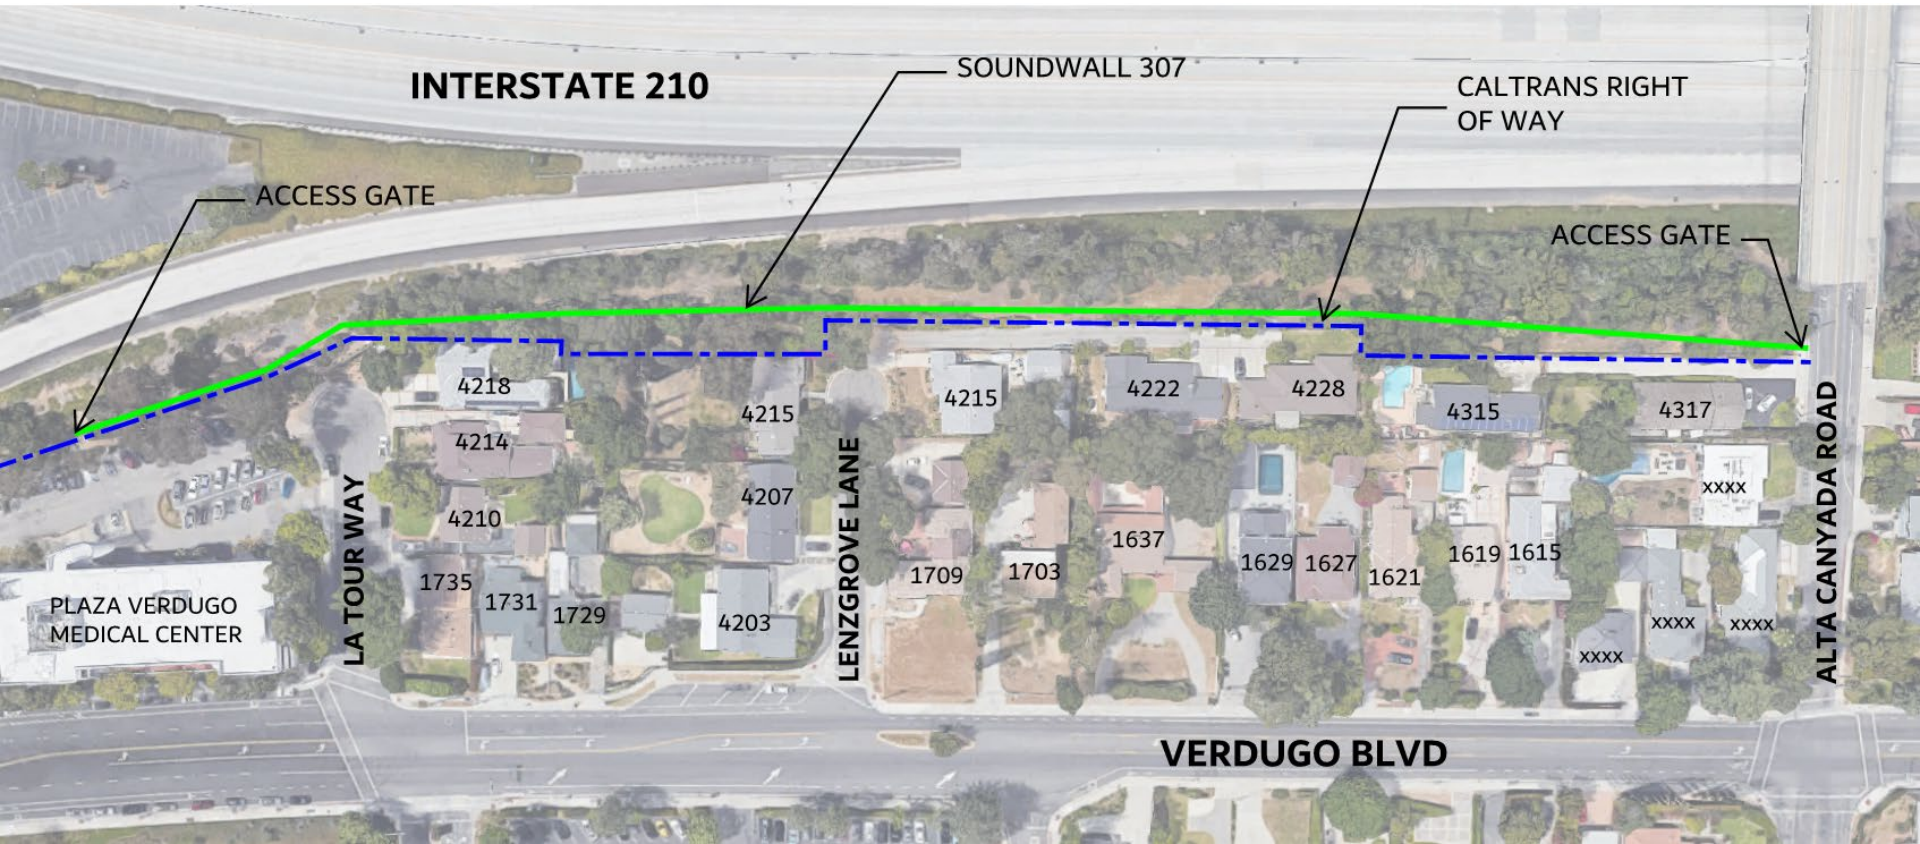 INTERSTATE 210
SOUNDWALL 307
CALTRANS RIGHT
OF WAY
ACCESS GATE
ACCESS GATE
4218
4215
4215
4222
4228
4315
4317
4214
4210
4207
xxxx
1735
1731
1729
4203
1709
1703
1637
1629
1627
1621
1619
1615
xxxx
xxxx
xxxx
PLAZA VERDUGO
MEDICAL CENTER
LA TOUR WAY
LENZGROVE LANE
ALTA CANYADA ROAD
VERDUGO BLVD